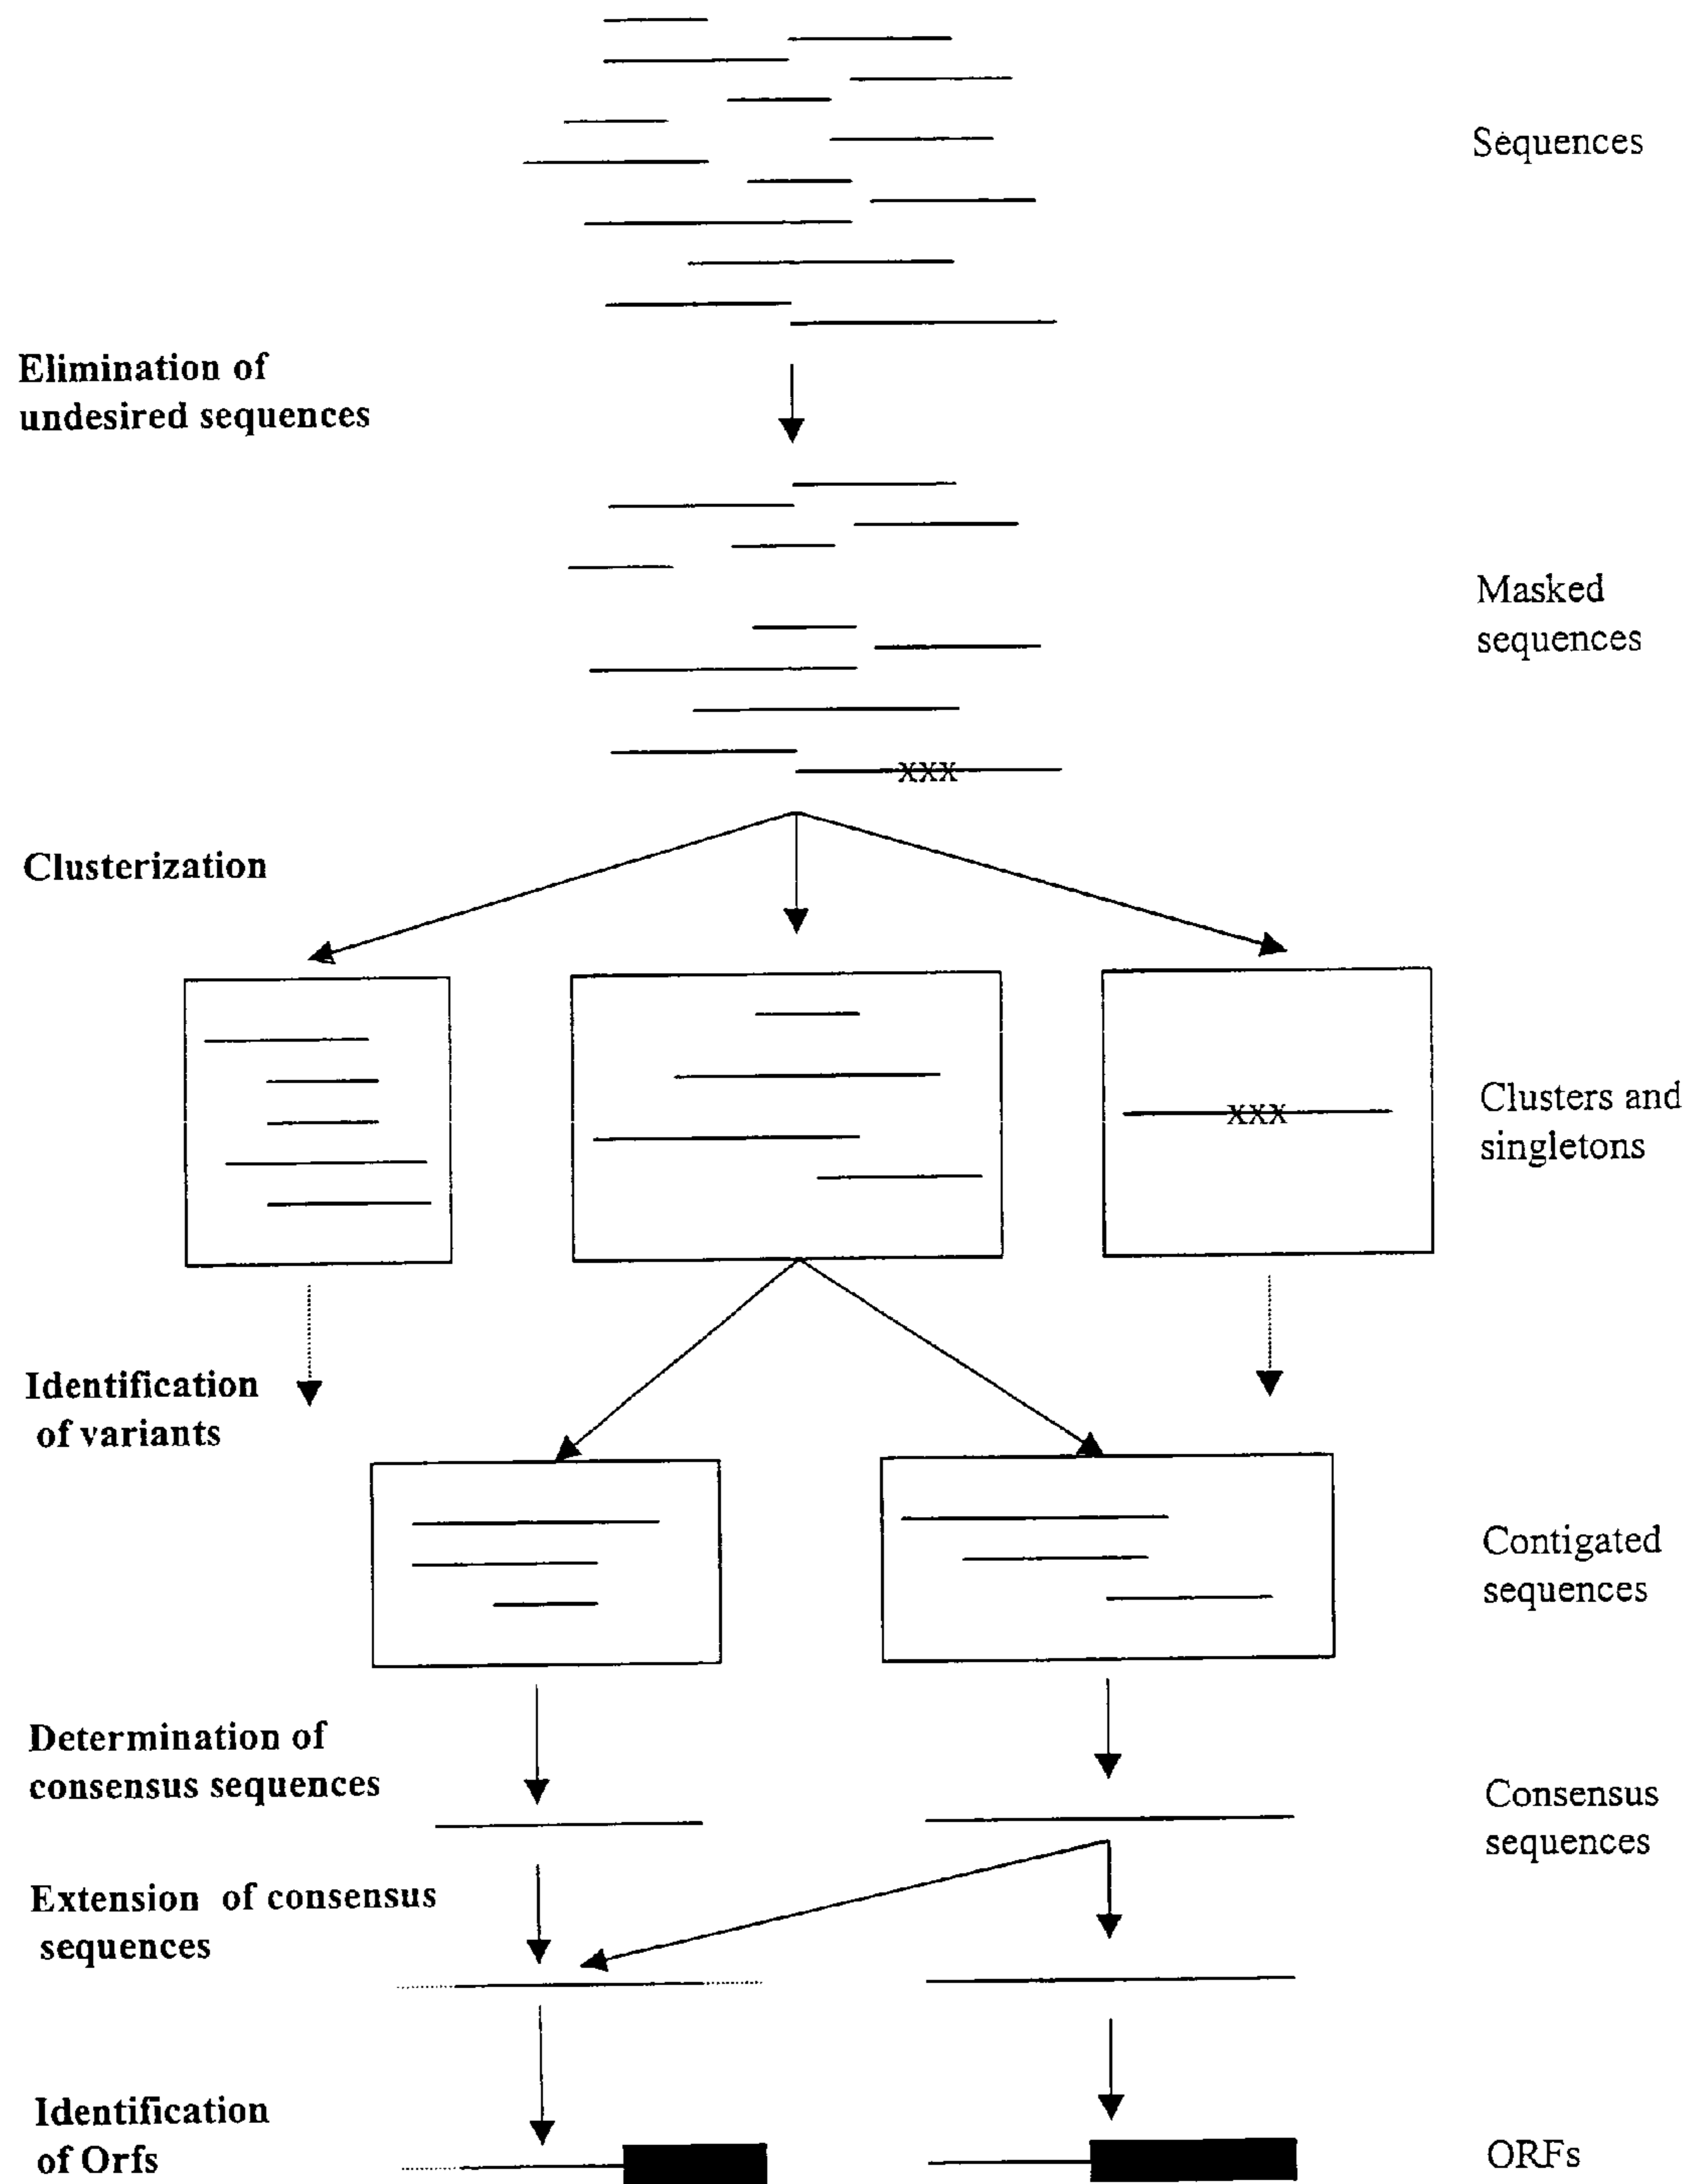 Sequences
Elimination of
undesired sequences
Masked
sequences
xxx
Clusterization
Clusters and
singletons
xxx
Identification
of variants
Contigated
sequences
Determination of
consensus sequences
Consensus
sequences
Extension of consensus
sequences
Identification
of Orfs
ORFs